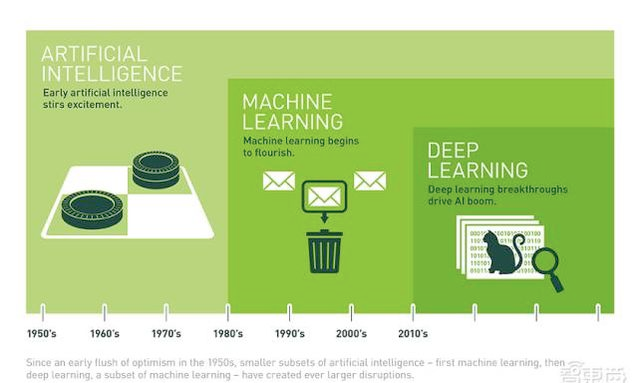 ARTIFICIAL
INTELLIGENCE
Early artificial intelligence
stirs excitement.
MACHINE
LEARNING
Machine learning begins
to flourish.
DEEP
LEARNING
Deep learning breakthroughs
drive AI boom.
1950's 1960's 1970's 1980's 1990's 2000's 2010's
Since an early flush of optimism in the 1950s, smaller subsets of artificial intelligence – first machine learning, then
deep learning, a subset of machine learning – have created ever larger disruptions.
智东西